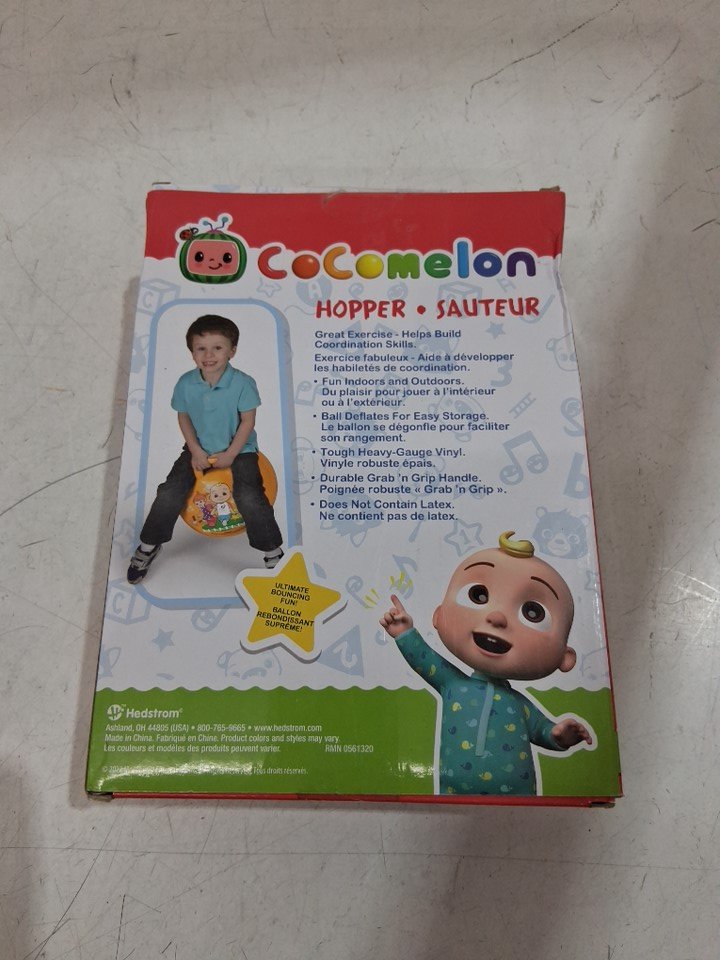 CoComelon
HOPPER • SAUTEUR
Great Exercise - Helps Build
Coordination Skills.
Exercice fabuleux - Aide à développer
les habiletés de coordination.
• Fun Indoors and Outdoors.
Du plaisir pour jouer à l'intérieur
ou à l'extérieur.
• Ball Deflates For Easy Storage.
Le ballon se dégonfle pour faciliter
son rangement.
• Tough Heavy-Gauge Vinyl.
Vinyle robuste épais.
• Durable Grab 'n Grip Handle.
Poignée robuste « Grab 'n Grip ».
• Does Not Contain Latex.
Ne contient pas de latex.
ULTIMATE
BOUNCING
FUN!
BALLON
REBONDISSANT
SUPRÊME!
Hedstrom®
Ashland, OH 44805 (USA) • 800-765-9665 • www.hedstrom.com
Made in China. Fabriqué en Chine. Product colors and styles may vary.
Les couleurs et modèles des produits peuvent varier. RMN 0561320
Tous droits réservés.